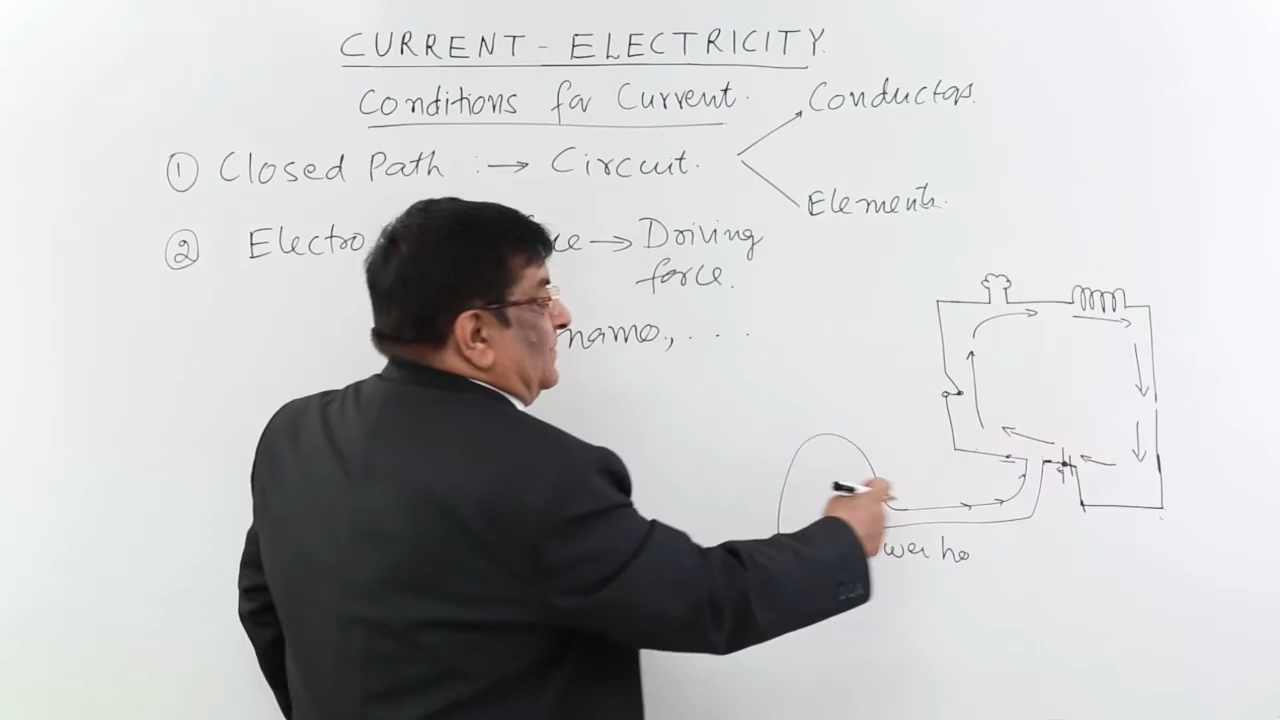 CURRENT - ELECTRICITY
Conditions for Current.
Conductors.
① Closed Path :→ Circuit.
Elements.
② Electro → Driving
force.
namo, . . .
wer ho